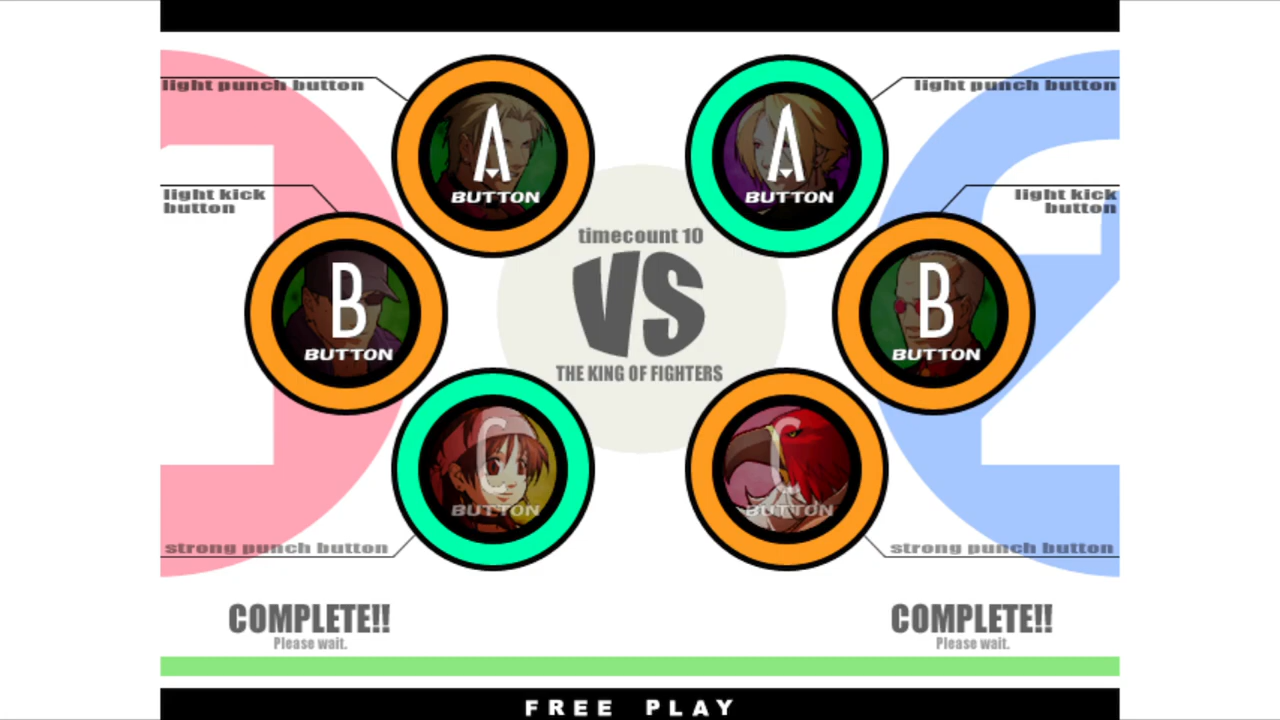 light punch button
light punch button
A
BUTTON
A
BUTTON
light kick
button
light kick
button
timecount 10
VS
THE KING OF FIGHTERS
B
BUTTON
B
BUTTON
C
BUTTON
C
BUTTON
strong punch button
strong punch button
COMPLETE!!
Please wait.
COMPLETE!!
Please wait.
FREE PLAY